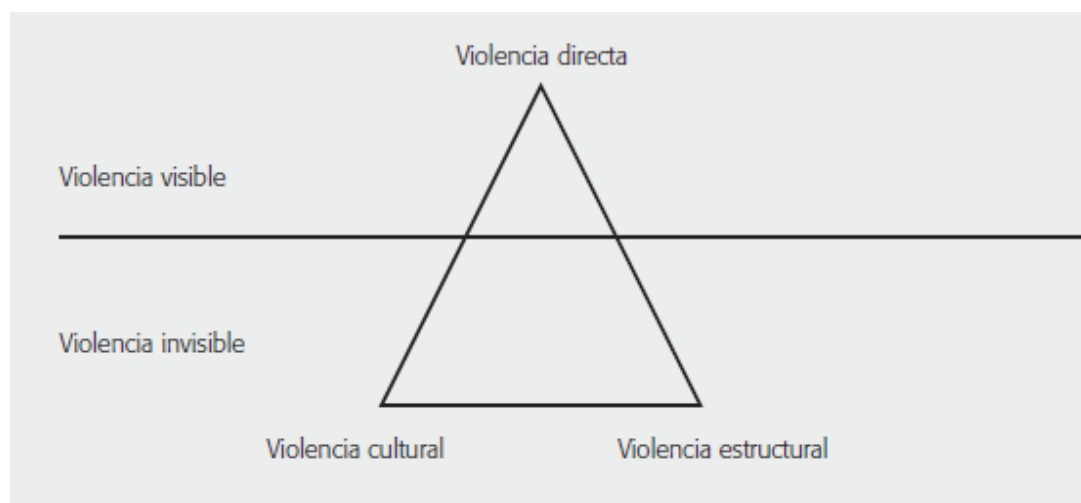 Violencia directa
Violencia visible
Violencia invisible
Violencia cultural
Violencia estructural